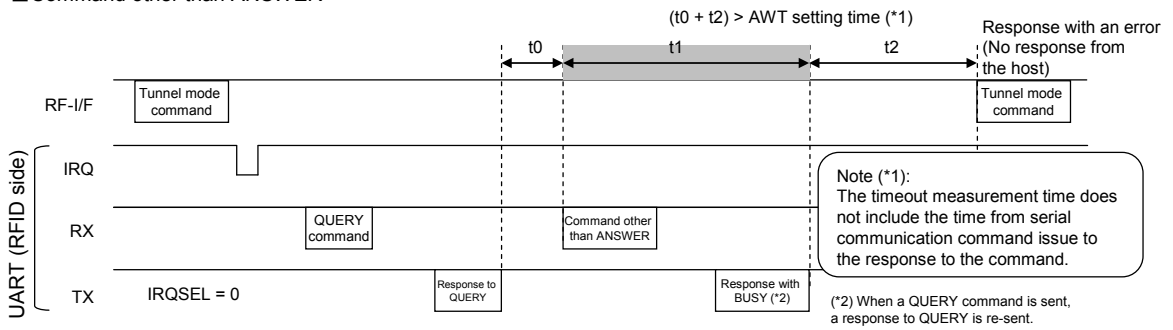 Command other than ANSWER
(t0 + t2) > AWT setting time (*1)
Response with an error
(No response from
the host)
t0
t1
t2
RF-I/F
Tunnel mode
command
Tunnel mode
command
UART (RFID side)
IRQ
RX
QUERY
command
Command other
than ANSWER
TX
IRQSEL = 0
Response to
QUERY
Response with
BUSY (*2)
Note (*1):
The timeout measurement time does
not include the time from serial
communication command issue to
the response to the command.
(*2) When a QUERY command is sent,
a response to QUERY is re-sent.